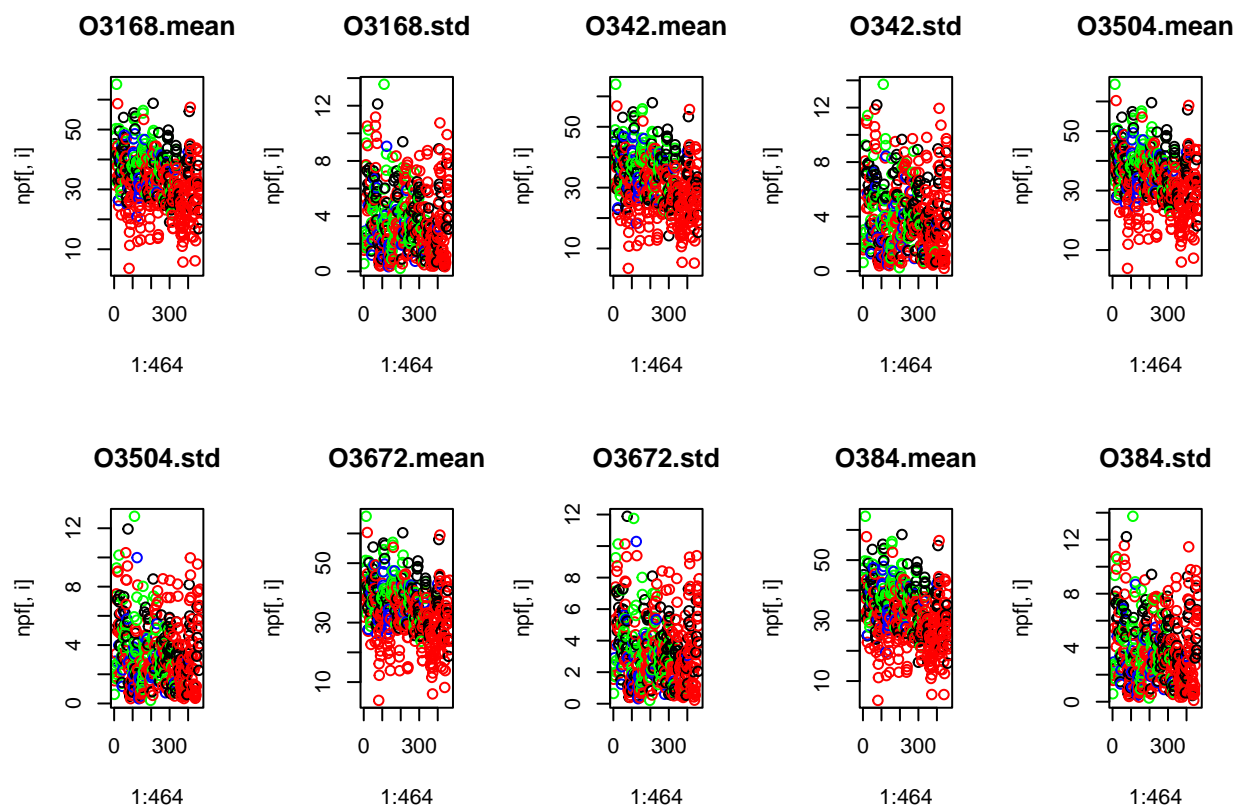 O3168.mean O3168.std O342.mean O342.std O3504.mean
npf[, i] npf[, i] npf[, i] npf[, i] npf[, i]
10 30 50
0 4 8 12
10 30 50
0 4 8 12
10 30 50
0 300 0 300 0 300 0 300 0 300
1:464 1:464 1:464 1:464 1:464
O3504.std O3672.mean O3672.std O384.mean O384.std
npf[, i] npf[, i] npf[, i] npf[, i] npf[, i]
0 4 8 12
10 30 50
0 2 4 6 8 12
10 30 50
0 4 8 12
0 300 0 300 0 300 0 300 0 300
1:464 1:464 1:464 1:464 1:464